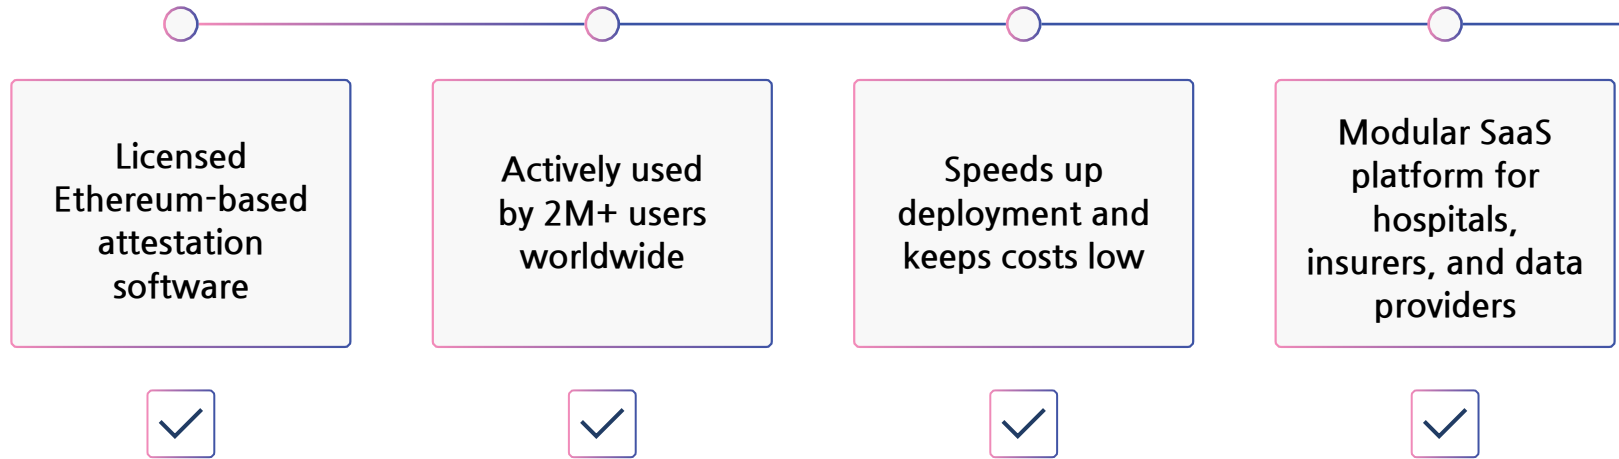 Licensed
Ethereum-based
attestation
software
Actively used
by 2M+ users
worldwide
Speeds up
deployment and
keeps costs low
Modular SaaS
platform for
hospitals,
insurers, and data
providers